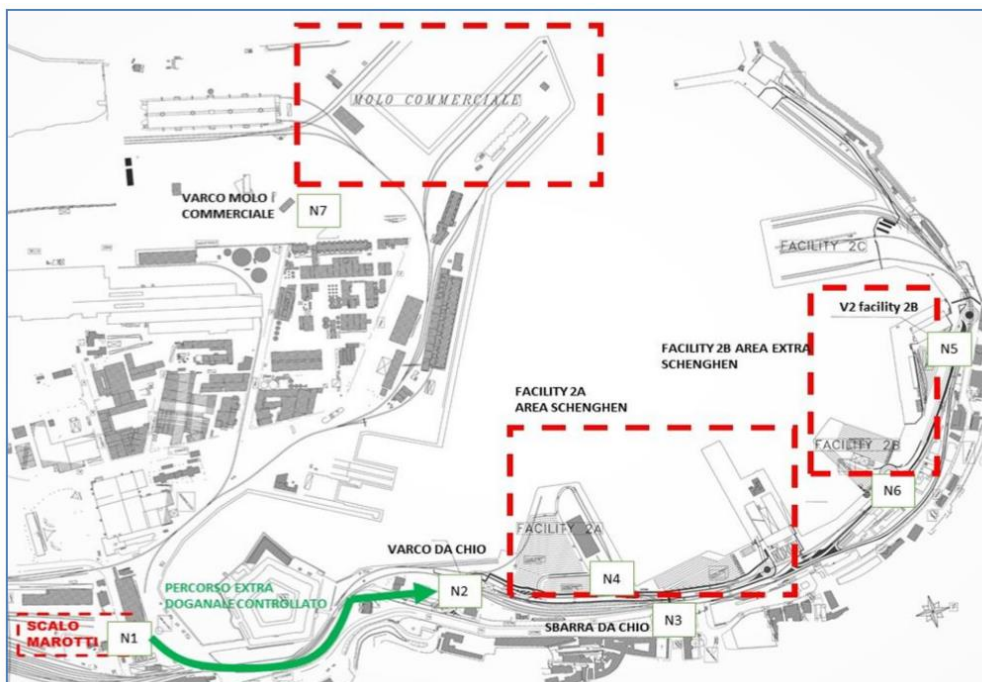 MOLO COMMERCIALE
VARCO MOLO
COMMERCIALE
N7
FACILITY 2C
V2 facility 2B
N5
FACILITY 2B AREA EXTRA
SCHENGHEN
FACILITY 2A
AREA SCHENGHEN
FACILITY 2B
N6
FACILITY 2A
VARCO DA CHIO
N4
PERCORSO EXTRA
DOGANALE CONTROLLATO
N2
SCALO
MAROTTI
N1
SBARRA DA CHIO
N3